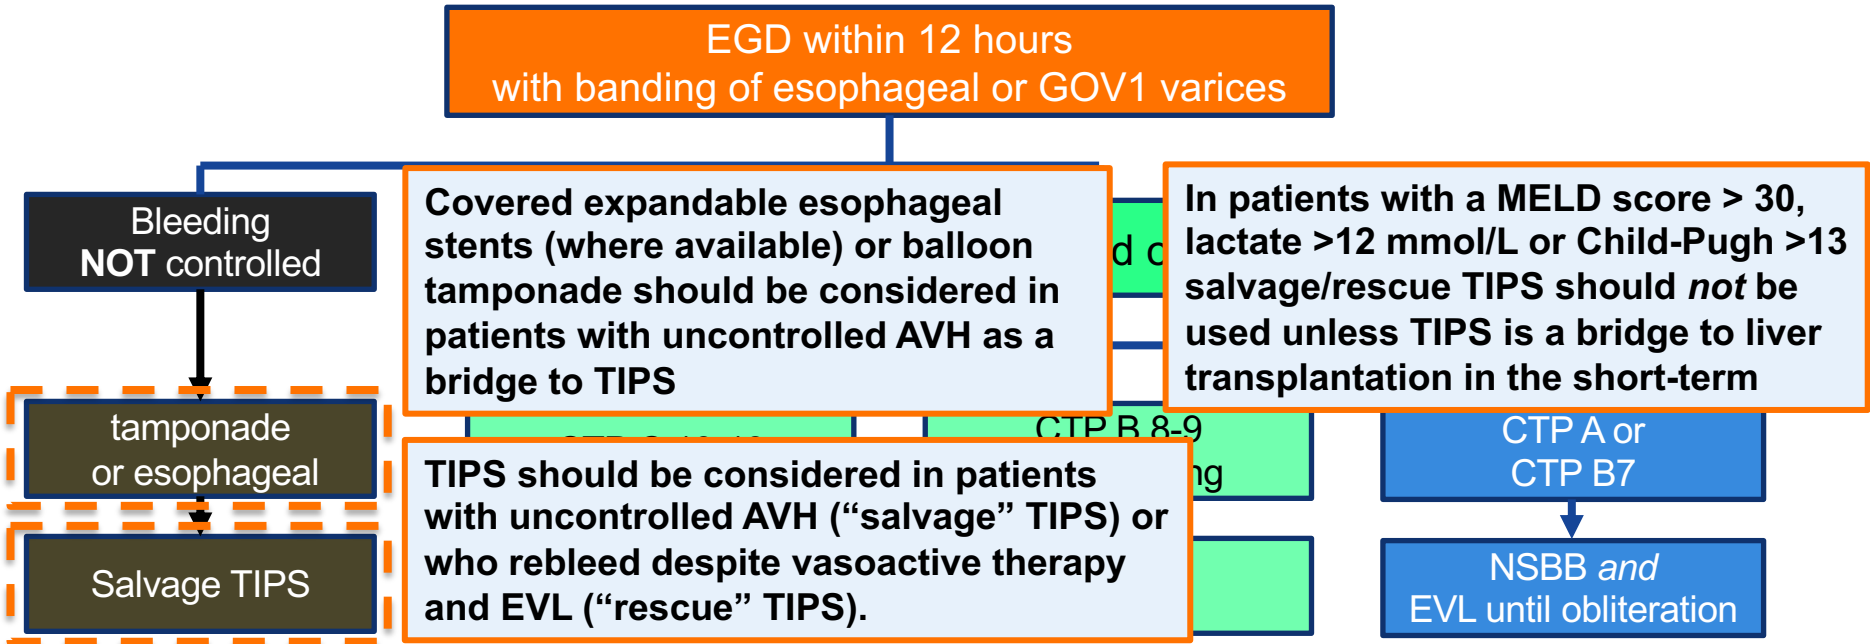 EGD within 12 hours
with banding of esophageal or GOV1 varices
Bleeding
NOT controlled
Covered expandable esophageal
stents (where available) or balloon
tamponade should be considered in
patients with uncontrolled AVH as a
bridge to TIPS
In patients with a MELD score > 30,
lactate >12 mmol/L or Child-Pugh >13
salvage/rescue TIPS should not be
used unless TIPS is a bridge to liver
transplantation in the short-term
tamponade
or esophageal
CTP B 8-9
CTP A or
CTP B7
TIPS should be considered in patients
with uncontrolled AVH (“salvage” TIPS) or
who rebleed despite vasoactive therapy
and EVL (“rescue” TIPS).
Salvage TIPS
NSBB and
EVL until obliteration